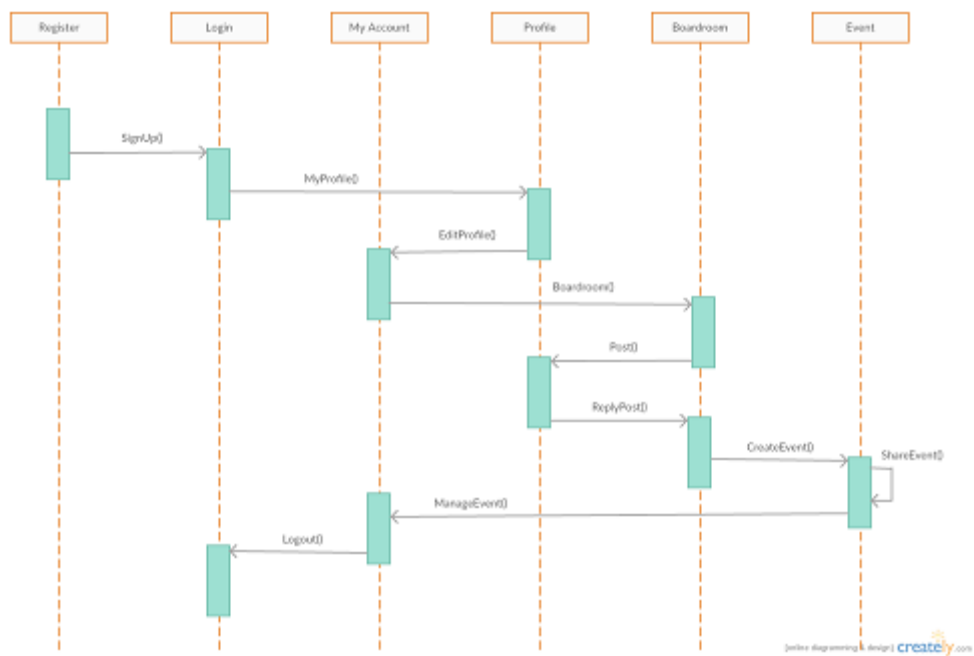 Register
Login
My Account
Profile
Boardroom
Event
SignUp()
MyProfile()
EditProfile()
Boardroom()
Post()
ReplyPost()
CreateEvent()
ShareEvent()
ManageEvent()
Logout()
[online diagramming & design] creately.com